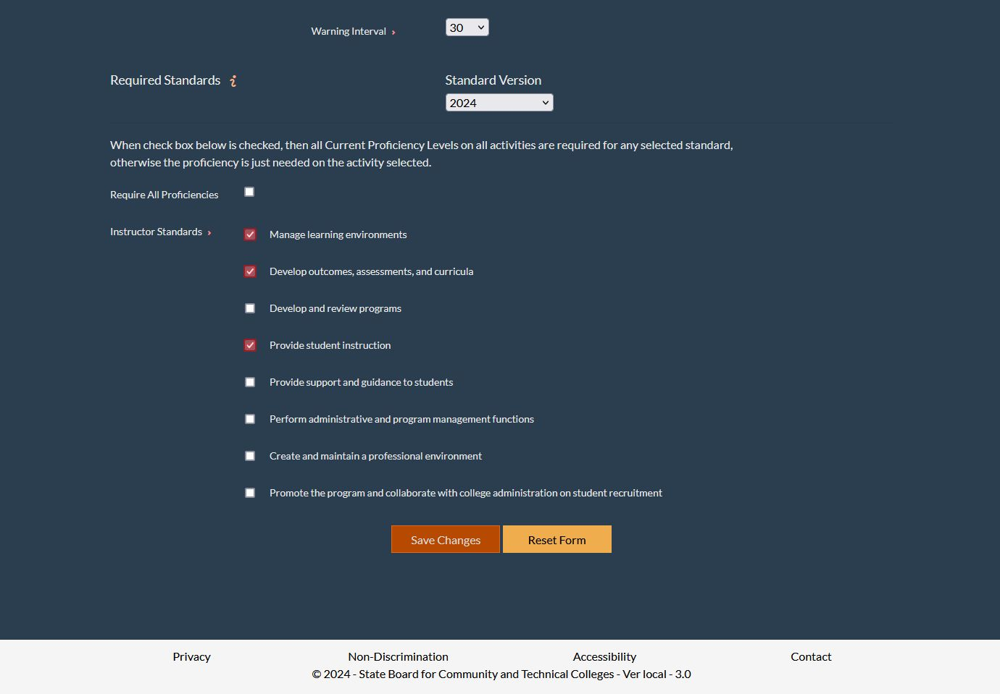 Warning Interval
30
Required Standards
Standard Version
2024
When check box below is checked, then all Current Proficiency Levels on all activities are required for any selected standard,
otherwise the proficiency is just needed on the activity selected.
Require All Proficiencies
Instructor Standards
Manage learning environments
Develop outcomes, assessments, and curricula
Develop and review programs
Provide student instruction
Provide support and guidance to students
Perform administrative and program management functions
Create and maintain a professional environment
Promote the program and collaborate with college administration on student recruitment
Save Changes
Reset Form
Privacy
Non-Discrimination
Accessibility
Contact
© 2024 - State Board for Community and Technical Colleges - Ver local - 3.0